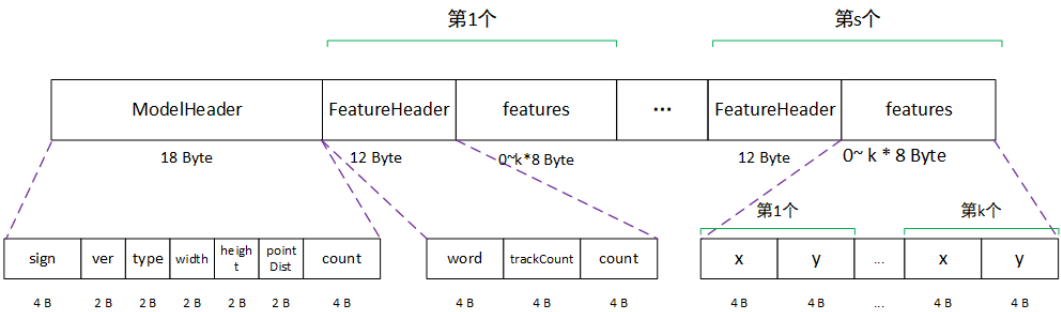 第1个
第s个
ModelHeader
FeatureHeader
features
...
FeatureHeader
features
18 Byte
12 Byte
0~k*8 Byte
12 Byte
0~ k * 8 Byte
第1个
第k个
sign
ver
type
width
heigh
t
point
Dist
count
word
trackCount
count
x
y
...
x
y
4 B
2 B
2 B
2 B
2 B
2 B
4 B
4 B
4 B
4 B
4 B
4 B
...
4 B
4 B